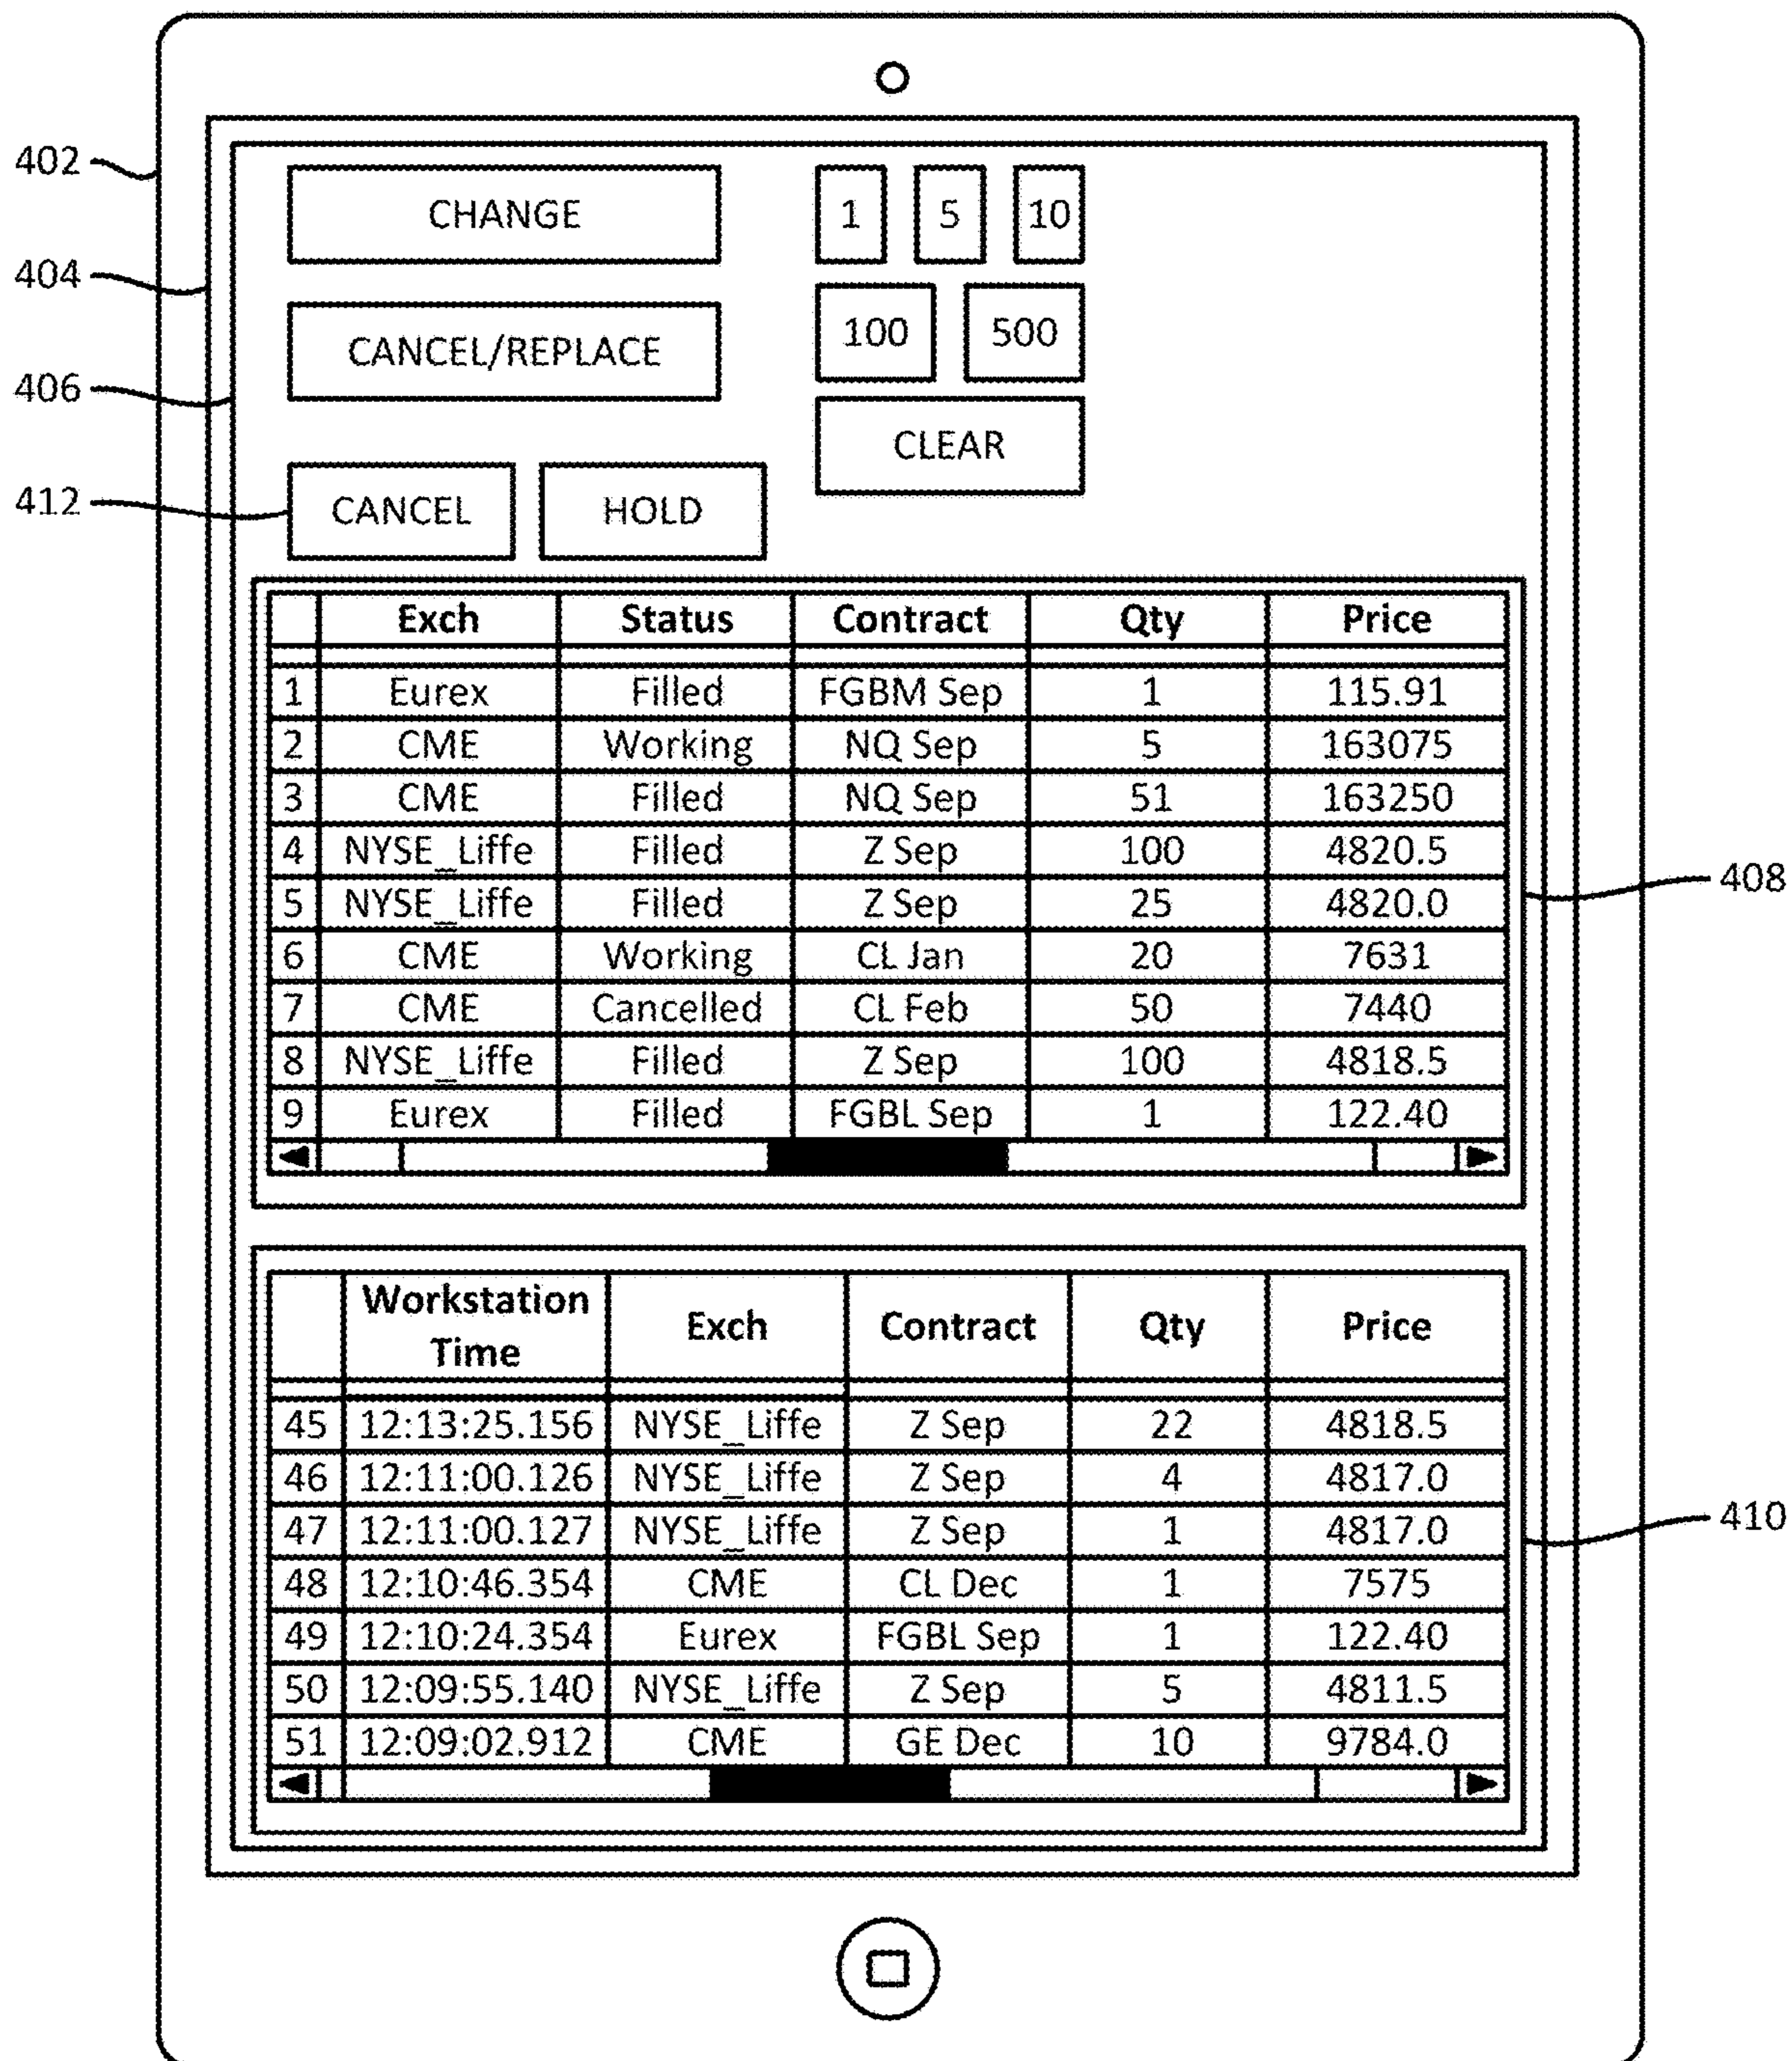 402
CHANGE 1 5 10
404
100 500
CANCEL/REPLACE
406
CLEAR
412
CANCEL HOLD
Exch Status Contract Qty Price
1 Eurex Filled FGBM Sep 1 115.91
2 CME Working NQ Sep 5 163075
3 CME Filled NQ Sep 51 163250
4 NYSE_Liffe Filled Z Sep 100 4820.5
408
5 NYSE_Liffe Filled Z Sep 25 4820.0
6 CME Working CL Jan 20 7631
7 CME Cancelled CL Feb 50 7440
8 NYSE_Liffe Filled Z Sep 100 4818.5
9 Eurex Filled FGBL Sep 1 122.40
Workstation
Time Exch Contract Qty Price
45 12:13:25.156 NYSE_Liffe Z Sep 22 4818.5
46 12:11:00.126 NYSE_Liffe Z Sep 4 4817.0
47 12:11:00.127 NYSE_Liffe Z Sep 1 4817.0
410
48 12:10:46.354 CME CL Dec 1 7575
49 12:10:24.354 Eurex FGBL Sep 1 122.40
50 12:09:55.140 NYSE_Liffe Z Sep 5 4811.5
51 12:09:02.912 CME GE Dec 10 9784.0